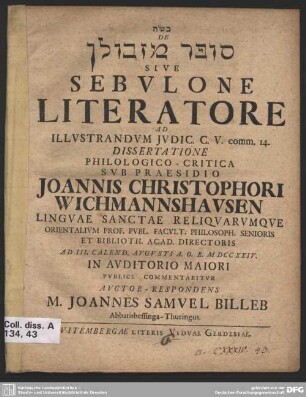 בש״ח
DE
סופר מזבולן
SIVE
SEBVLONE
LITERATORE
AD
ILLVSTRANDVM JVDIC. C. V. comm. 14.
DISSERTATIONE
PHILOLOGICO-CRITICA
SVB PRAESIDIO
JOANNIS CHRISTOPHORI
WICHMANNSHAVSEN
LINGVAE SANCTAE RELIQVARVMQVE
ORIENTALIVM PROF. PVBL. FACVLT. PHILOSOPH. SENIORIS
ET BIBLIOTH. ACAD. DIRECTORIS
AD III. CALEND. AVGVSTI A. O. R. MDCCXXIV.
IN AVDITORIO MAIORI
PVBLICE COMMENTABITVR
AVCTOR-RESPONDENS
M. JOANNES SAMVEL BILLEB
Abbatisbessinga-Thuringus.
VITEMBERGAE LITERIS VIDVAE GERDESIAE.
Coll. diss. A
134, 43